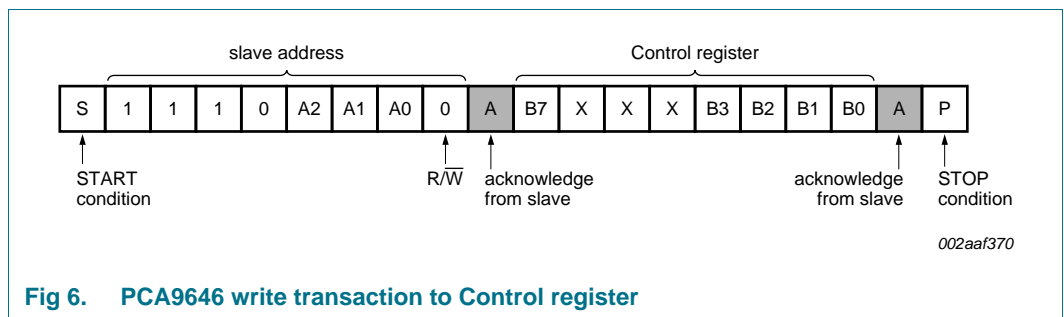 slave address Control register
S 1 1 1 0 A2 A1 A0 0 A B7 X X X B3 B2 B1 B0 A P
START condition
R/W̅
acknowledge from slave
acknowledge from slave
STOP condition
002aaf370
Fig 6. PCA9646 write transaction to Control register